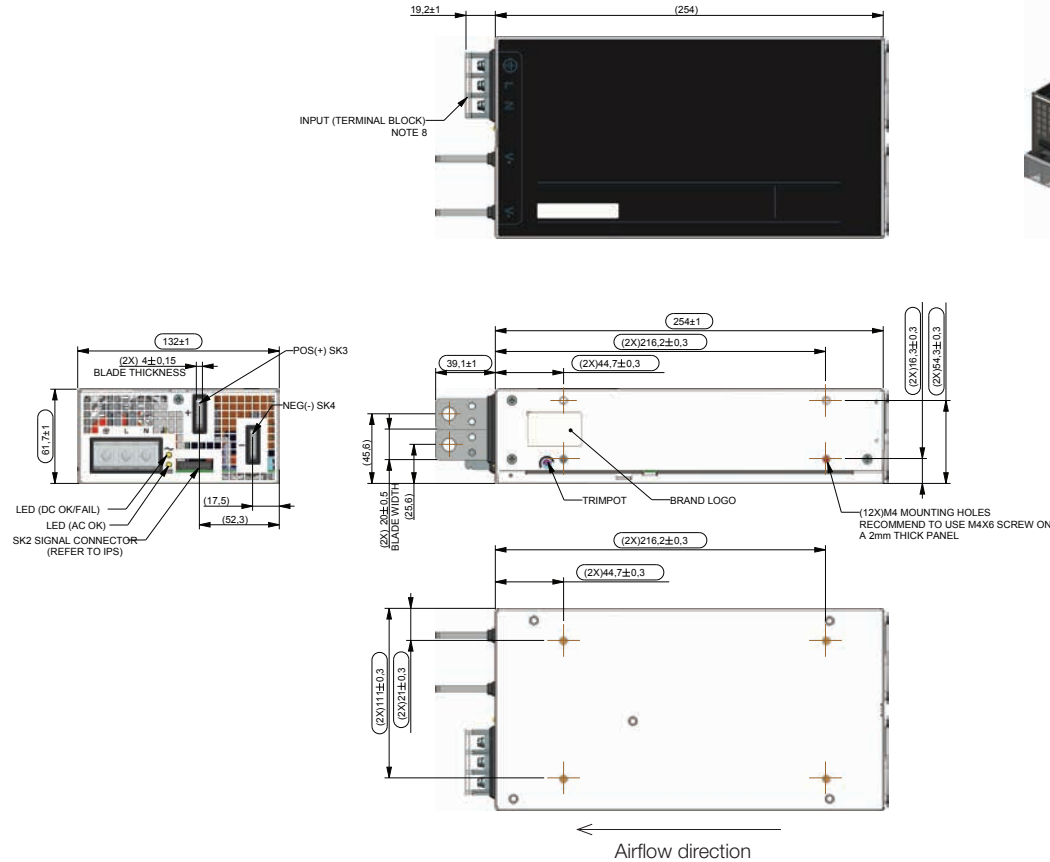 19,2±1
(254)
L
N
V+
V-
INPUT (TERMINAL BLOCK)
NOTE 8
132±1
(2X) 4±0,15
BLADE THICKNESS
POS(+) SK3
NEG(-) SK4
61,7±1
L N
+
-
LED (DC OK/FAIL)
LED (AC OK)
SK2 SIGNAL CONNECTOR
(REFER TO IPS)
(17,5)
(52,3)
254±1
(2X)216,2±0,3
39,1±1
(2X)44,7±0,3
(2X)16,3±0,3
(2X)54,3±0,3
(45,6)
(2X) 20±0,5
BLADE WIDTH
(25,6)
TRIMPOT
BRAND LOGO
(12X)M4 MOUNTING HOLES
RECOMMEND TO USE M4X6 SCREW ON
A 2mm THICK PANEL
(2X)216,2±0,3
(2X)44,7±0,3
(2X)111±0,3
(2X)21±0,3
Airflow direction